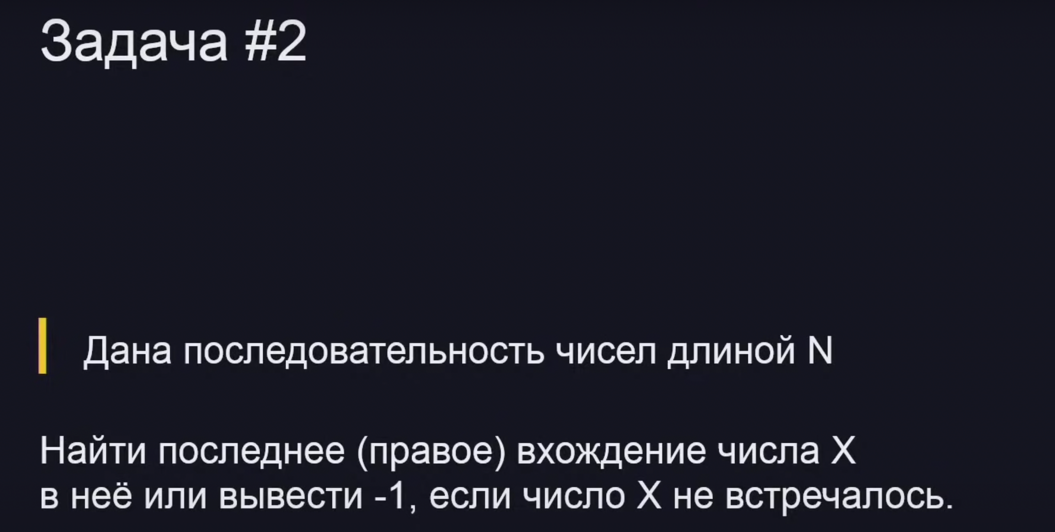 Задача #2
Дана последовательность чисел длиной N
Найти последнее (правое) вхождение числа X
в неё или вывести -1, если число X не встречалось.